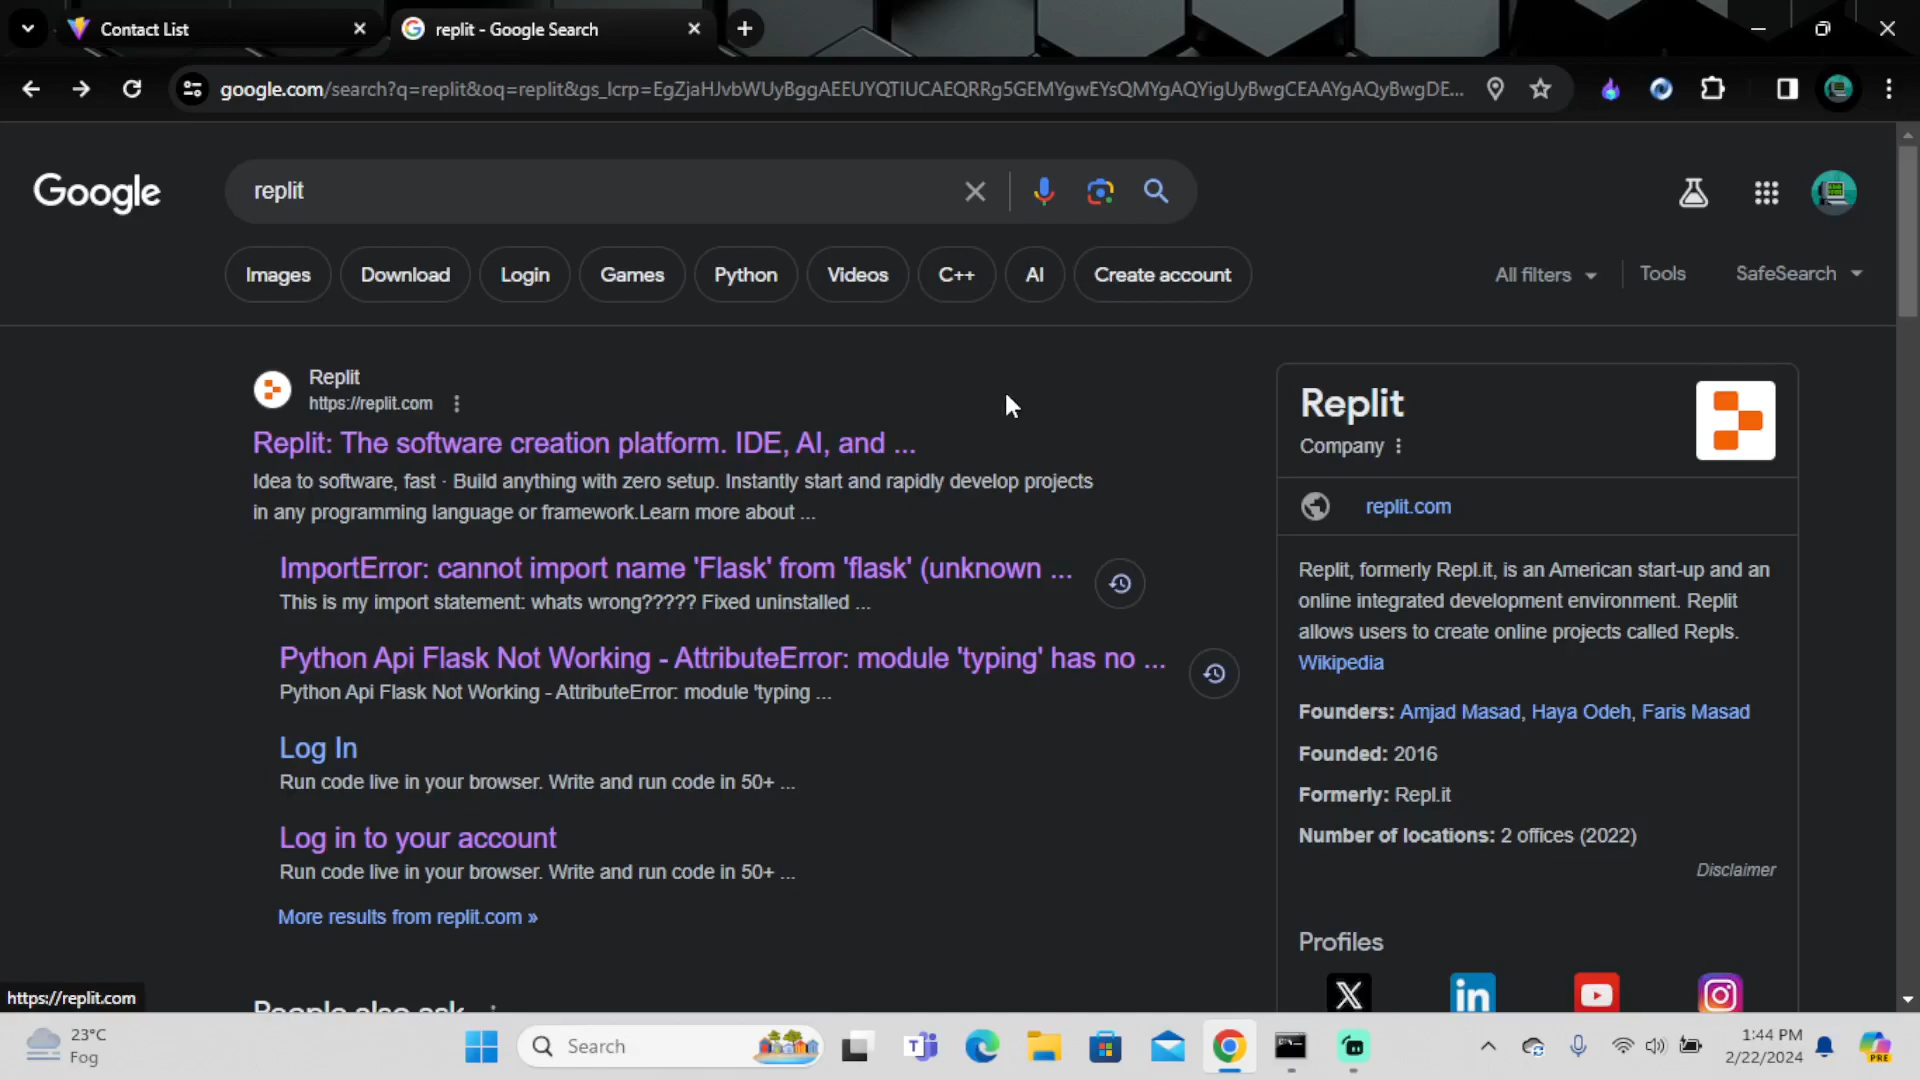 Contact List
replit - Google Search
google.com/search?q=replit&oq=replit&gs_lcrp=EgZjaHJvbWUyBggAEEUYQTIUCAEQRRg5GEMYgwEYsQMYgAQYigUyBwgCEAAYgAQyBwgDE...
Google
replit
Images
Download
Login
Games
Python
Videos
C++
AI
Create account
All filters
Tools
SafeSearch
Replit
https://replit.com
Replit: The software creation platform. IDE, AI, and ...
Idea to software, fast · Build anything with zero setup. Instantly start and rapidly develop projects
in any programming language or framework.Learn more about ...
ImportError: cannot import name 'Flask' from 'flask' (unknown ...
This is my import statement: whats wrong????? Fixed uninstalled ...
Python Api Flask Not Working - AttributeError: module 'typing' has no ...
Python Api Flask Not Working - AttributeError: module 'typing ...
Log In
Run code live in your browser. Write and run code in 50+ ...
Log in to your account
Run code live in your browser. Write and run code in 50+ ...
More results from replit.com »
People also ask
Replit
Company
replit.com
Replit, formerly Repl.it, is an American start-up and an
online integrated development environment. Replit
allows users to create online projects called Repls.
Wikipedia
Founders: Amjad Masad, Haya Odeh, Faris Masad
Founded: 2016
Formerly: Repl.it
Number of locations: 2 offices (2022)
Disclaimer
Profiles
https://replit.com
23°C
Fog
Search
1:44 PM
2/22/2024
PRE